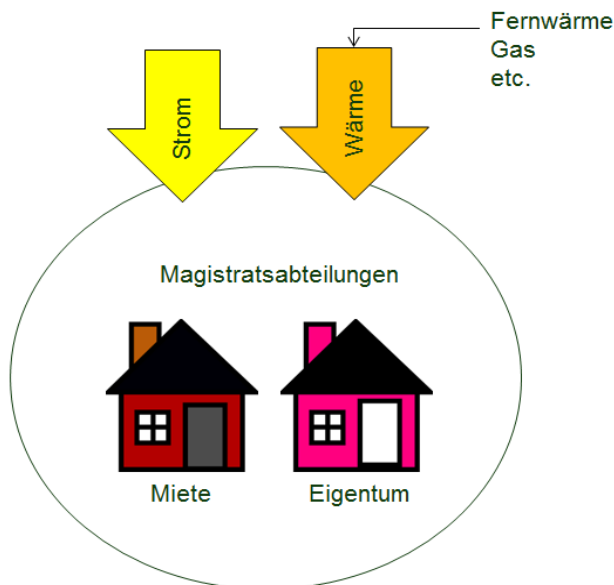 Fernwärme
Gas
etc.
Strom
Wärme
Magistratsabteilungen
Miete
Eigentum